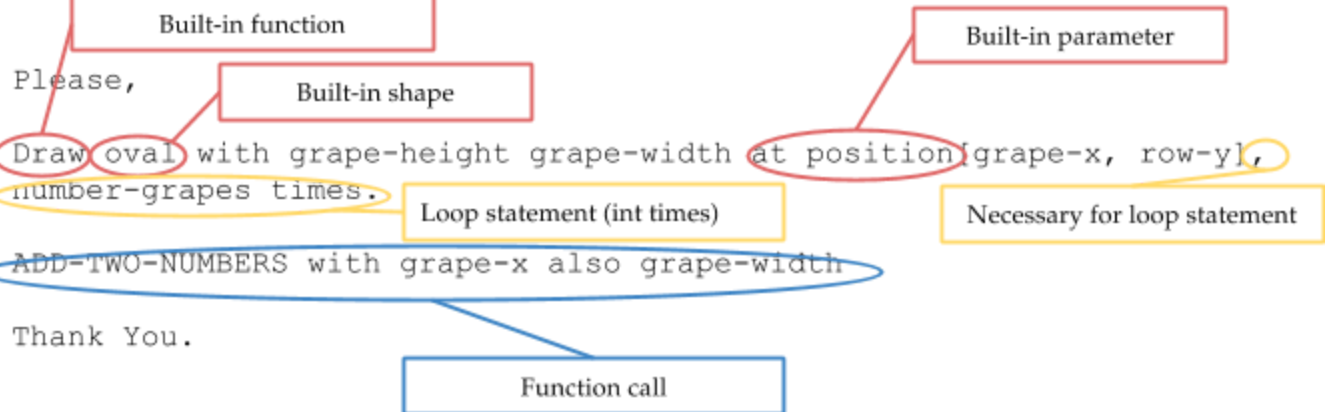 Built-in function
Built-in parameter
Please,
Built-in shape
Draw oval with grape-height grape-width at position[grape-x, row-y],
number-grapes times.
Loop statement (int times)
Necessary for loop statement
ADD-TWO-NUMBERS with grape-x also grape-width
Thank You.
Function call